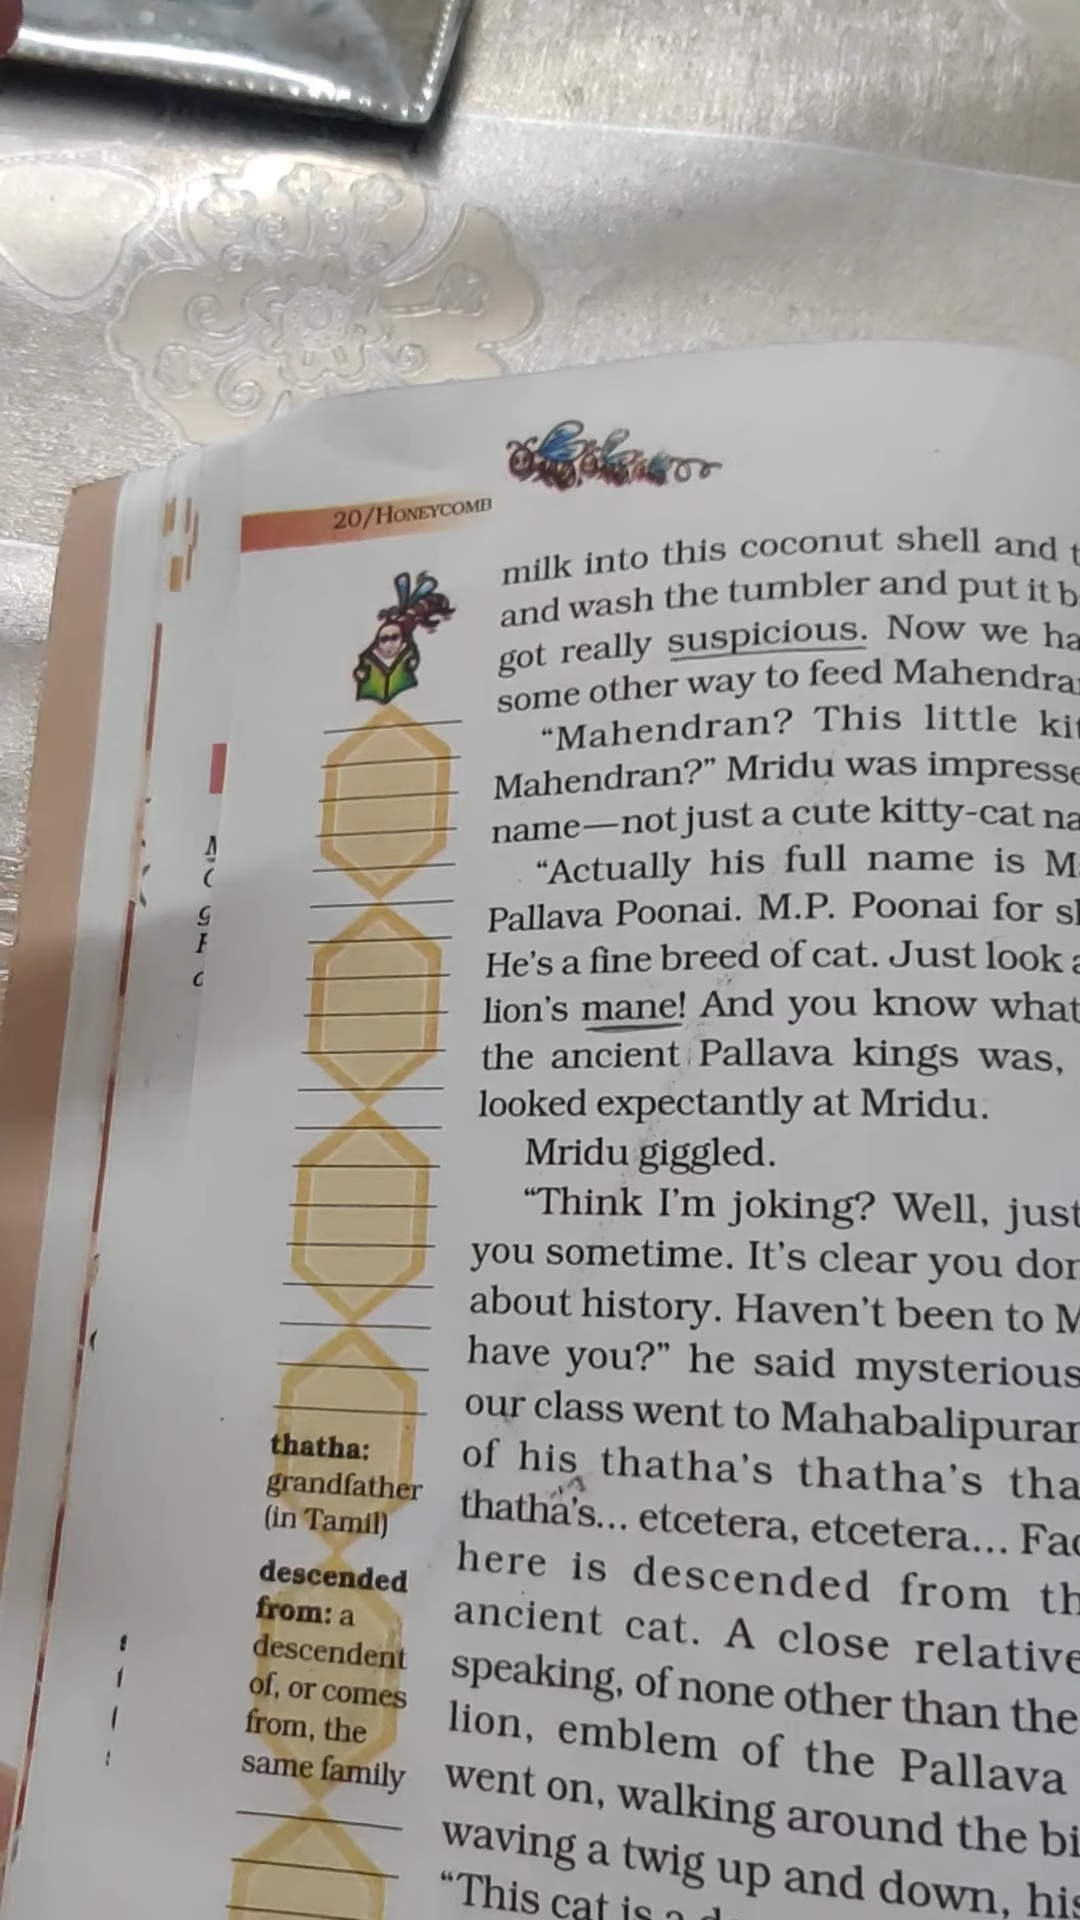 20/HONEYCOMB
milk into this coconut shell and
and wash the tumbler and put it
got really suspicious. Now we
some other way to feed
“Mahendran? This little
Mahendran?” Mridu was
name—not just a cute kitty-cat
“Actually his full name is
Pallava Poonai. M.P. Poonai for
He's a fine breed of cat. Just look
lion's mane! And you know what
the ancient Pallava kings was,
looked expectantly at Mridu.
Mridu giggled.
“Think I'm joking? Well, just
you sometime. It's clear you
about history. Haven't been to
have you?” he said
our class went to
of his thatha's thatha's
thatha's... etcetera, etcetera...
here is descended from
ancient cat. A close relative
speaking, of none other than the
lion, emblem of the Pallava
went on, walking around the
waving a twig up and down,
“This cat is a
thatha:
grandfather
(in Tamil)
descended
from: a
descendent
of, or comes
from, the
same family